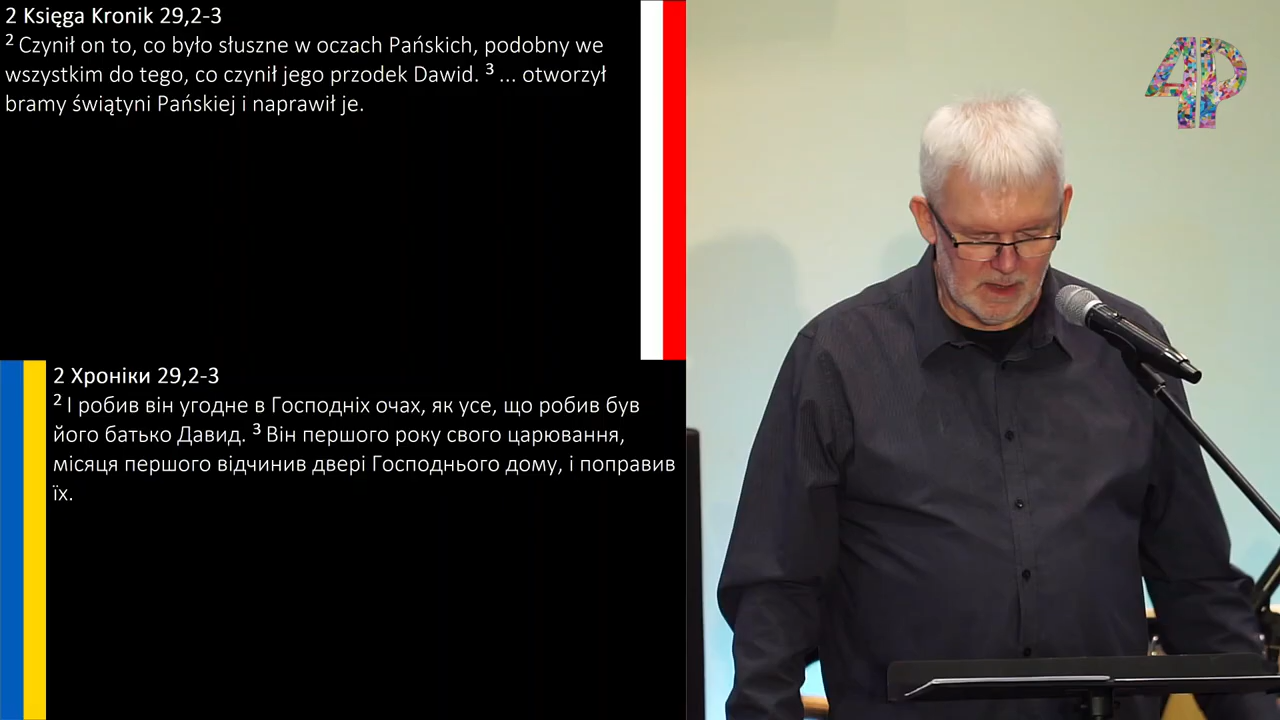 2 Księga Kronik 29,2-3
² Czynił on to, co było słuszne w oczach Pańskich, podobny we
wszystkim do tego, co czynił jego przodek Dawid. ³ ... otworzył
bramy świątyni Pańskiej i naprawił je.
4P
2 Хроніки 29,2-3
² І робив він угодне в Господніх очах, як усе, що робив був
його батько Давид. ³ Він першого року свого царювання,
місяця першого відчинив двері Господнього дому, і поправив
їх.